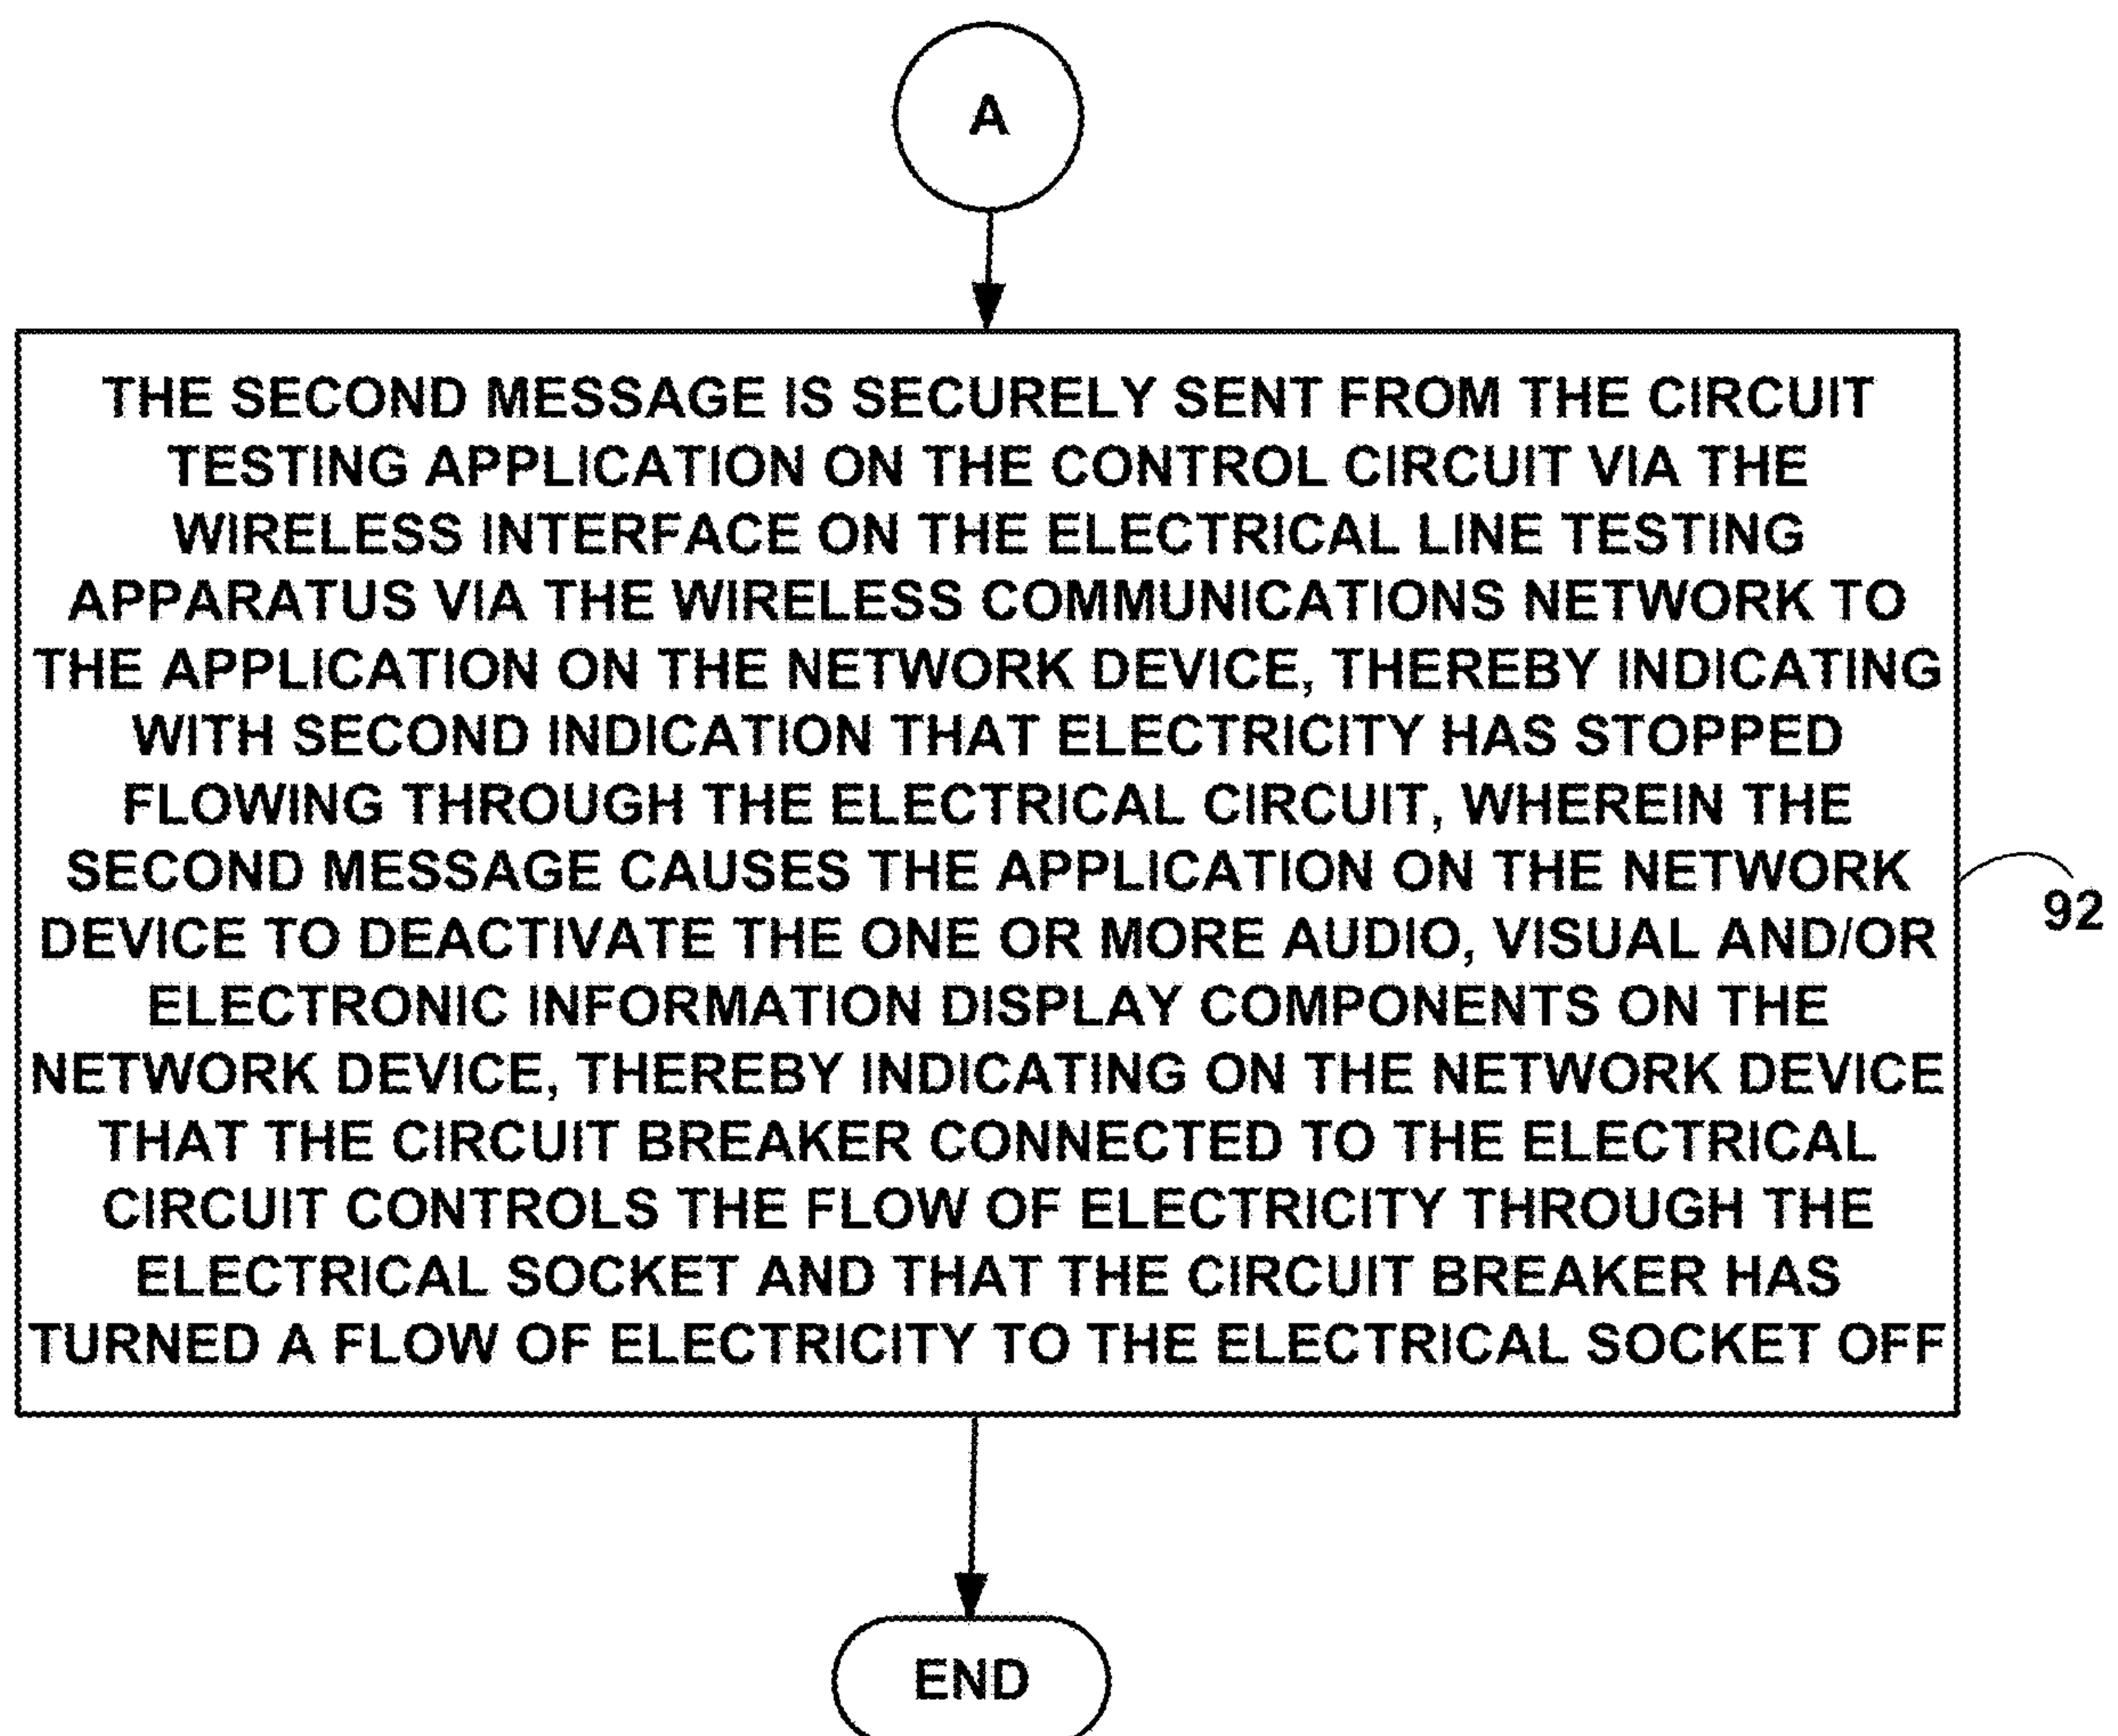 A
THE SECOND MESSAGE IS SECURELY SENT FROM THE CIRCUIT
TESTING APPLICATION ON THE CONTROL CIRCUIT VIA THE
WIRELESS INTERFACE ON THE ELECTRICAL LINE TESTING
APPARATUS VIA THE WIRELESS COMMUNICATIONS NETWORK TO
THE APPLICATION ON THE NETWORK DEVICE, THEREBY INDICATING
WITH SECOND INDICATION THAT ELECTRICITY HAS STOPPED
FLOWING THROUGH THE ELECTRICAL CIRCUIT, WHEREIN THE
SECOND MESSAGE CAUSES THE APPLICATION ON THE NETWORK
DEVICE TO DEACTIVATE THE ONE OR MORE AUDIO, VISUAL AND/OR
ELECTRONIC INFORMATION DISPLAY COMPONENTS ON THE
NETWORK DEVICE, THEREBY INDICATING ON THE NETWORK DEVICE
THAT THE CIRCUIT BREAKER CONNECTED TO THE ELECTRICAL
CIRCUIT CONTROLS THE FLOW OF ELECTRICITY THROUGH THE
ELECTRICAL SOCKET AND THAT THE CIRCUIT BREAKER HAS
TURNED A FLOW OF ELECTRICITY TO THE ELECTRICAL SOCKET OFF
92
END